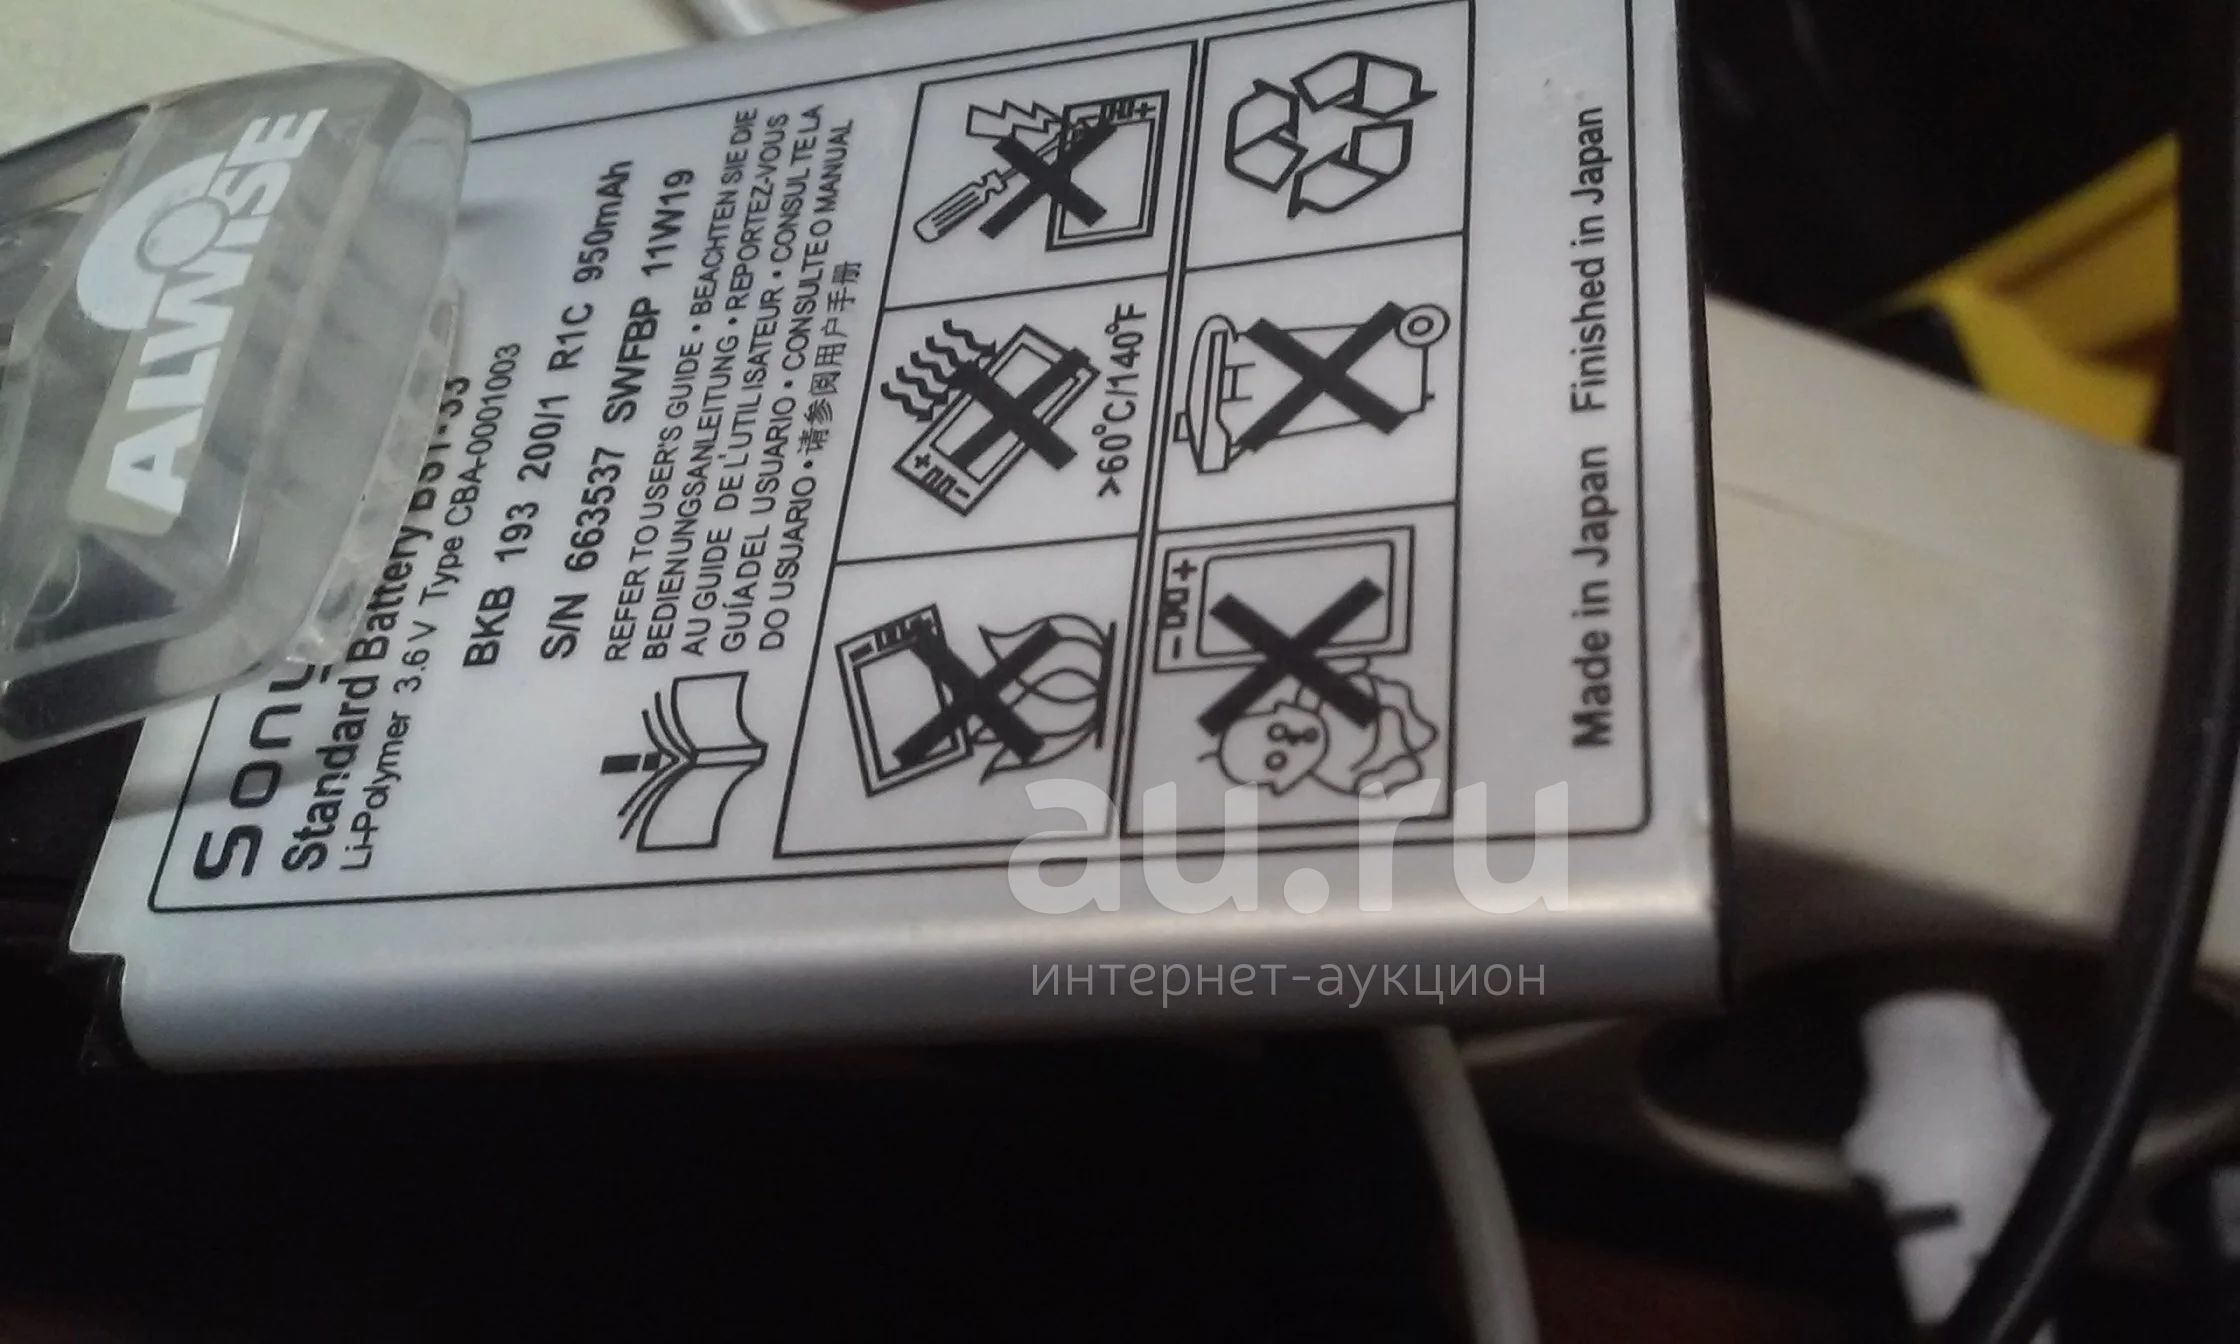 ALWISE
Sony
Standard Battery BST-33
Li-Polymer 3.6 V Type CBA-0001003
BKB 193 200/1 R1C 950mAh
S/N 663537 SWFBP 11W19
REFER TO USER'S GUIDE • BEACHTEN SIE DIE
BEDIENUNGSANLEITUNG • REPORTEZ-VOUS
AU GUIDE DE L'UTILISATEUR • CONSULTE LA
GUÍA DEL USUARIO • CONSULTE O MANUAL
DO USUARIO • 请参阅用户手册
>60°C/140°F
Made in Japan Finished in Japan
au.ru
интернет-аукцион